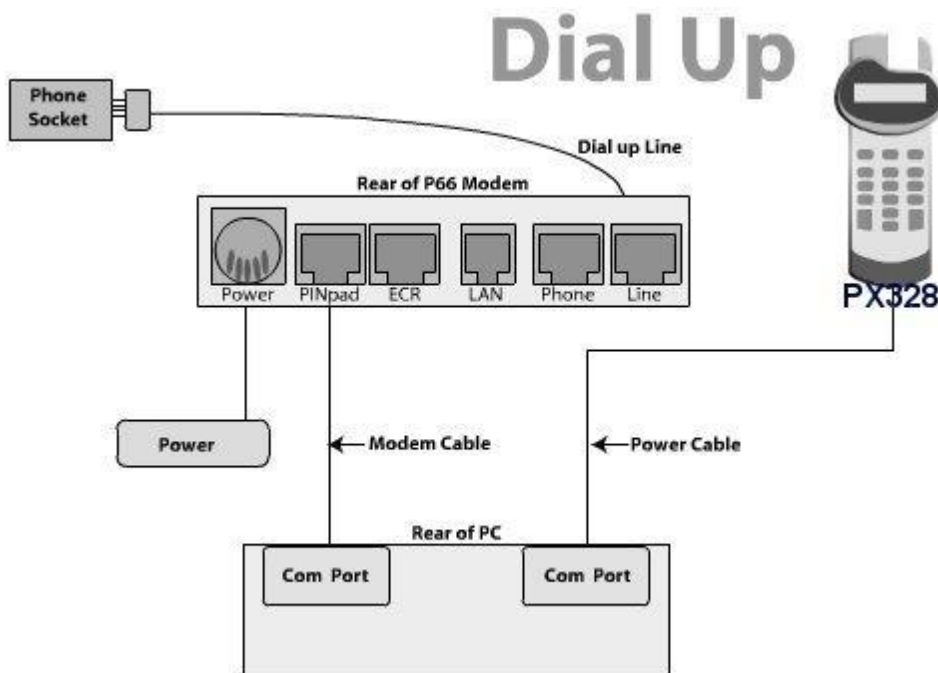 Dial Up
Phone
Socket
Dial up Line
Rear of P66 Modem
Power PINpad ECR LAN Phone Line
PX328
Power
Modem Cable
Power Cable
Rear of PC
Com Port
Com Port